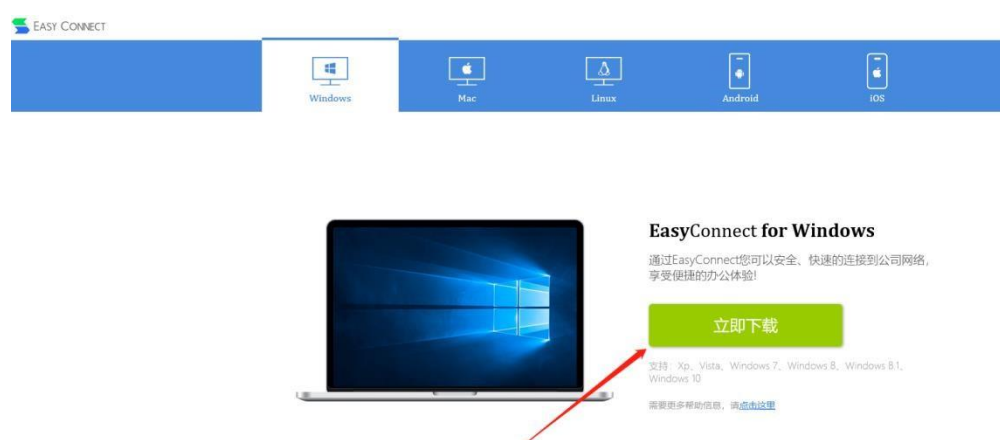 EASY CONNECT
Windows
Mac
Linux
Android
iOS
EasyConnect for Windows
通过EasyConnect您可以安全、快速的连接到公司网络，
享受便捷的办公体验!
立即下载
支持：Xp、Vista、Windows 7、Windows 8、Windows 8.1、
Windows 10
需要更多帮助信息，请点击这里